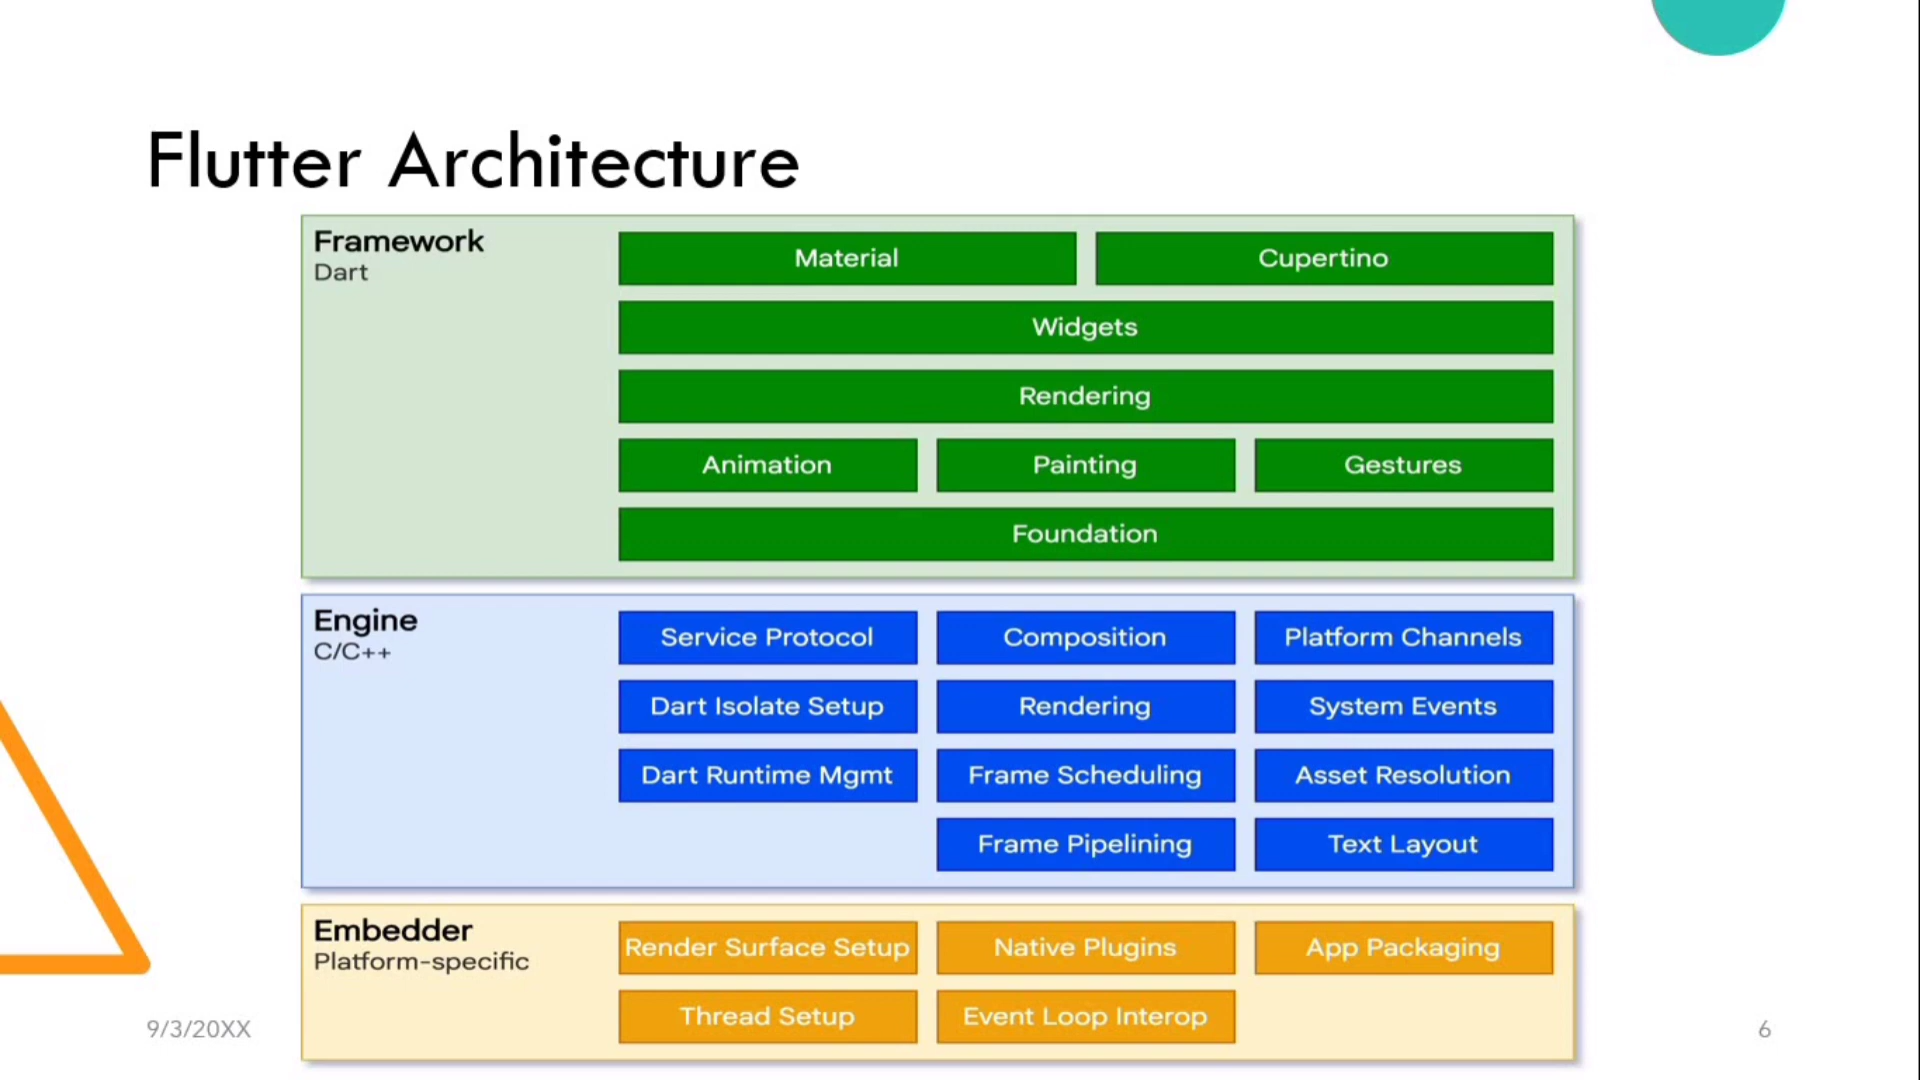 Flutter Architecture
Framework
Dart
Material
Cupertino
Widgets
Rendering
Animation
Painting
Gestures
Foundation
Engine
C/C++
Service Protocol
Composition
Platform Channels
Dart Isolate Setup
Rendering
System Events
Dart Runtime Mgmt
Frame Scheduling
Asset Resolution
Frame Pipelining
Text Layout
Embedder
Platform-specific
Render Surface Setup
Native Plugins
App Packaging
Thread Setup
Event Loop Interop
9/3/20XX
6